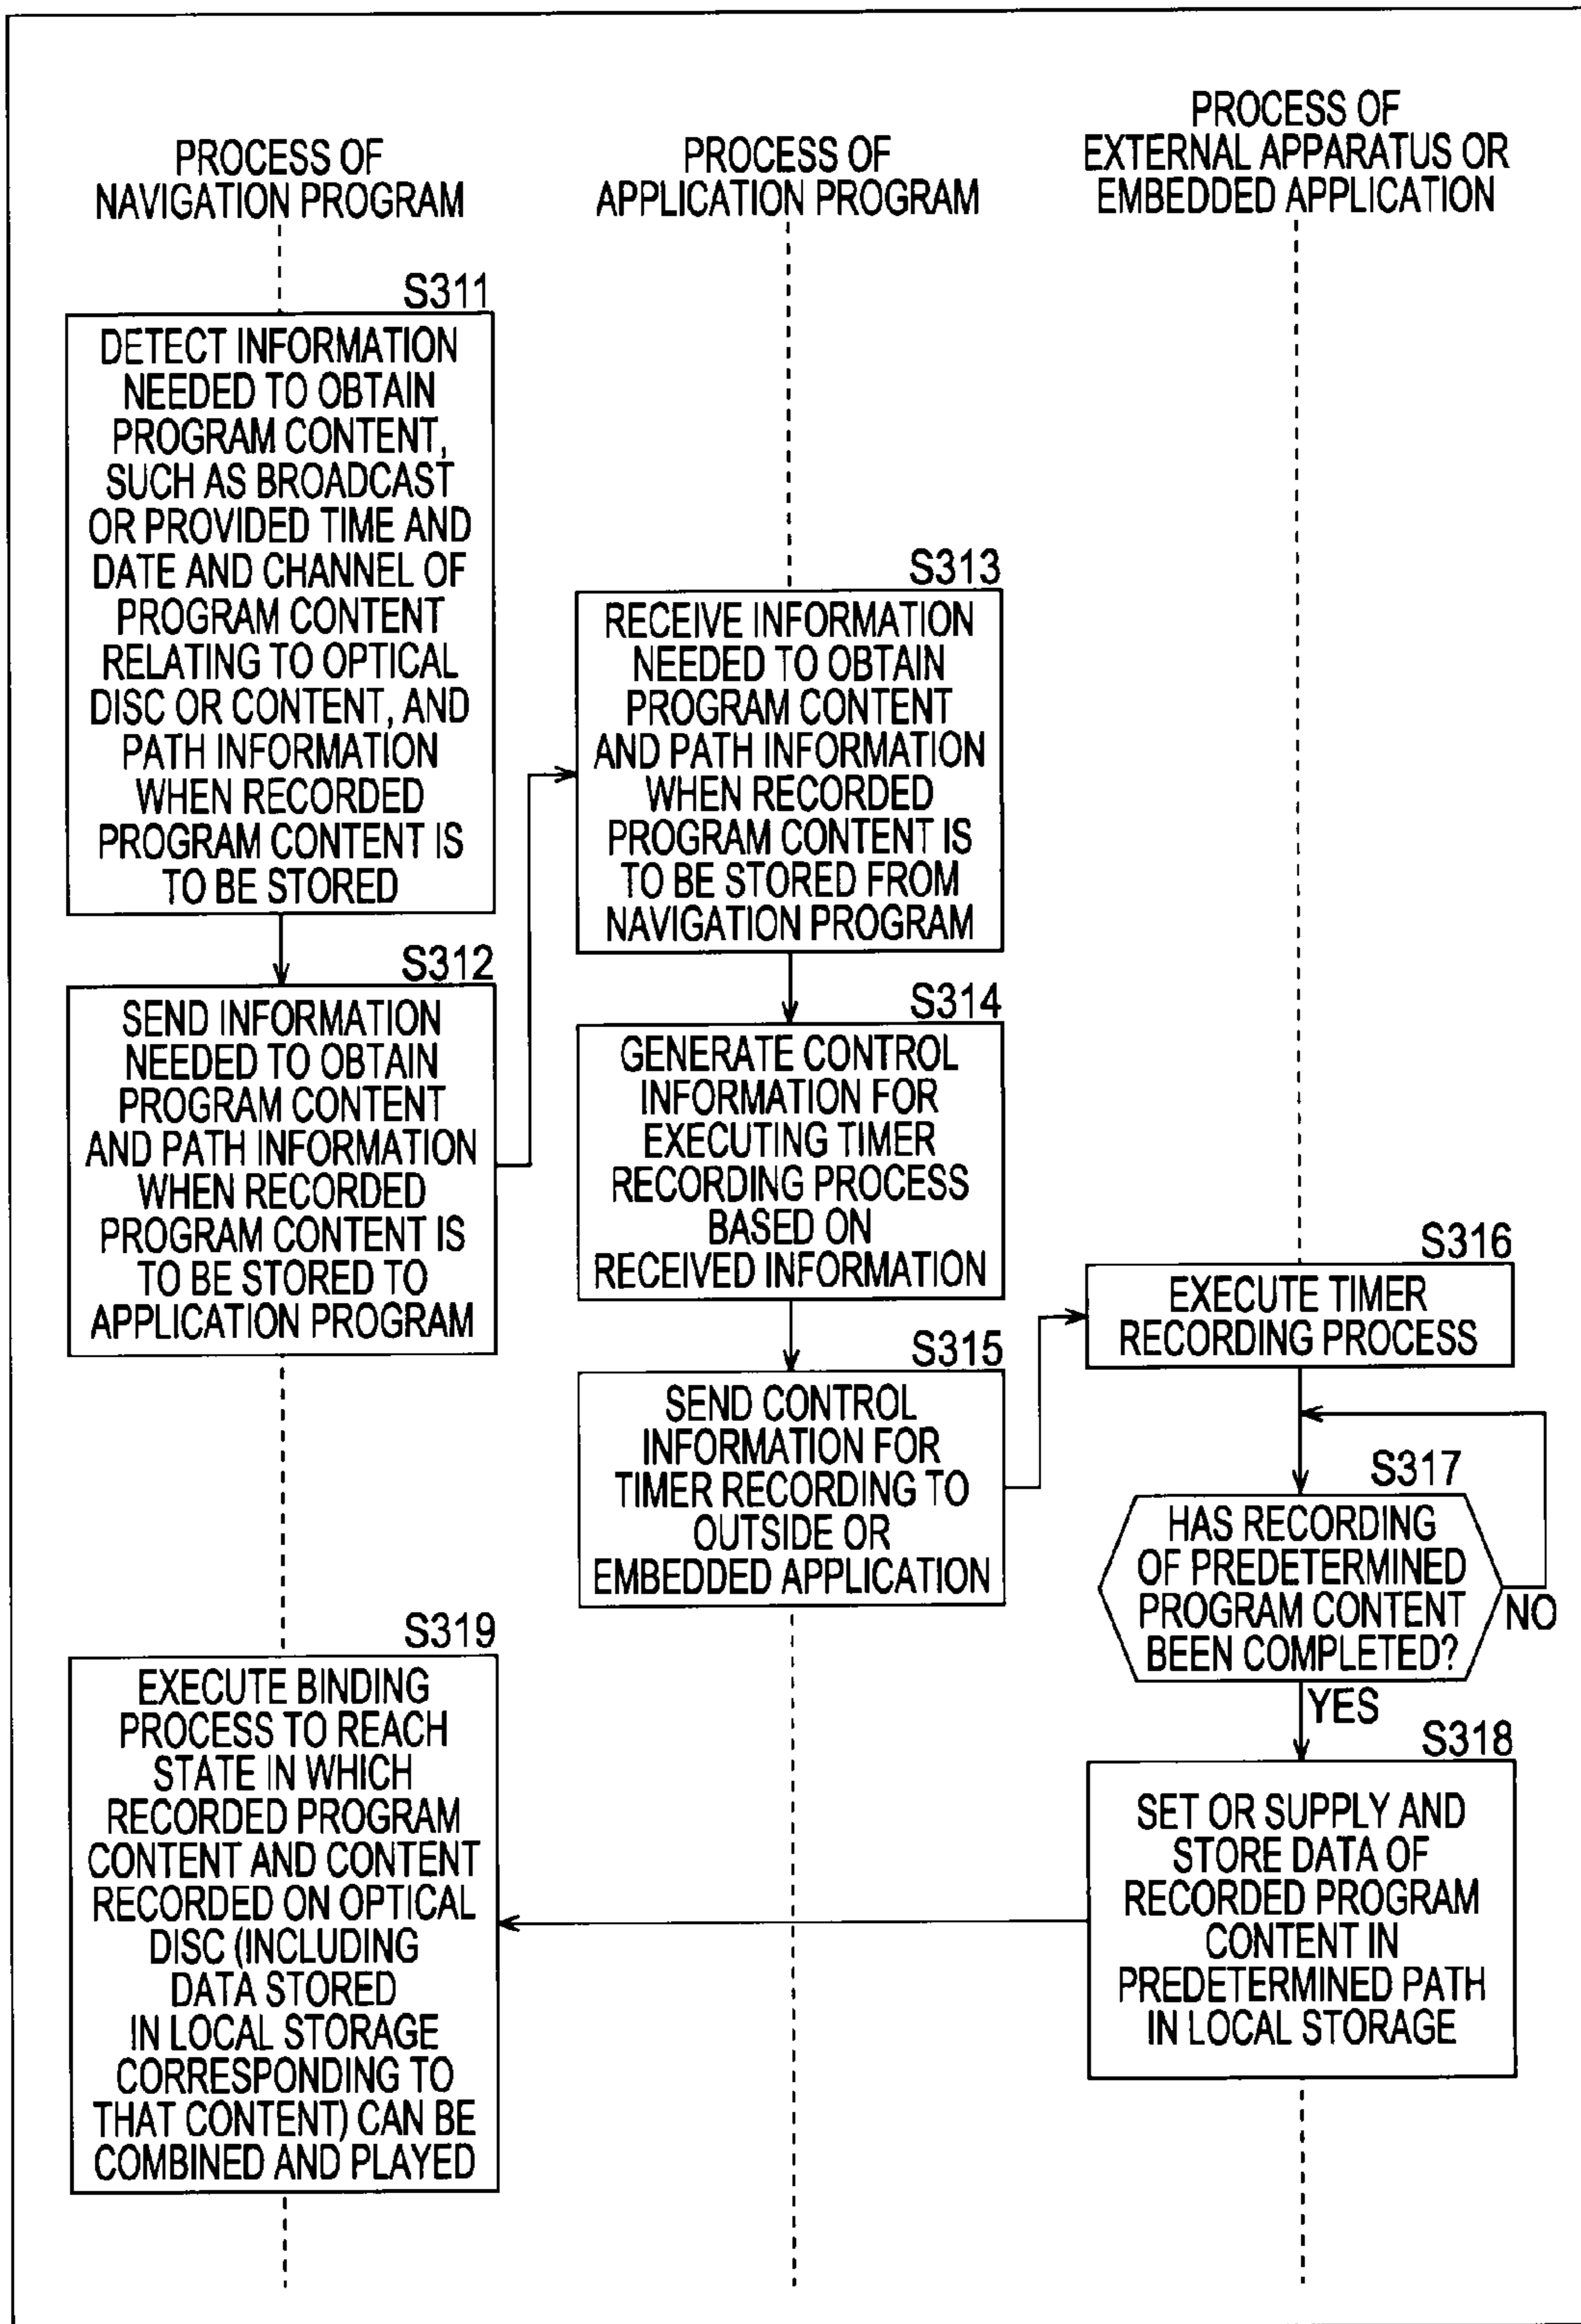 PROCESS OF
NAVIGATION PROGRAM
PROCESS OF
APPLICATION PROGRAM
PROCESS OF
EXTERNAL APPARATUS OR
EMBEDDED APPLICATION
S311
DETECT INFORMATION
NEEDED TO OBTAIN
PROGRAM CONTENT,
SUCH AS BROADCAST
OR PROVIDED TIME AND
DATE AND CHANNEL OF
PROGRAM CONTENT
RELATING TO OPTICAL
DISC OR CONTENT, AND
PATH INFORMATION
WHEN RECORDED
PROGRAM CONTENT IS
TO BE STORED
S312
SEND INFORMATION
NEEDED TO OBTAIN
PROGRAM CONTENT
AND PATH INFORMATION
WHEN RECORDED
PROGRAM CONTENT IS
TO BE STORED TO
APPLICATION PROGRAM
S313
RECEIVE INFORMATION
NEEDED TO OBTAIN
PROGRAM CONTENT
AND PATH INFORMATION
WHEN RECORDED
PROGRAM CONTENT IS
TO BE STORED FROM
NAVIGATION PROGRAM
S314
GENERATE CONTROL
INFORMATION FOR
EXECUTING TIMER
RECORDING PROCESS
BASED ON
RECEIVED INFORMATION
S315
SEND CONTROL
INFORMATION FOR
TIMER RECORDING TO
OUTSIDE OR
EMBEDDED APPLICATION
S316
EXECUTE TIMER
RECORDING PROCESS
S317
HAS RECORDING
OF PREDETERMINED
PROGRAM CONTENT
BEEN COMPLETED?
NO
YES
S318
SET OR SUPPLY AND
STORE DATA OF
RECORDED PROGRAM
CONTENT IN
PREDETERMINED PATH
IN LOCAL STORAGE
S319
EXECUTE BINDING
PROCESS TO REACH
STATE IN WHICH
RECORDED PROGRAM
CONTENT AND CONTENT
RECORDED ON OPTICAL
DISC (INCLUDING
DATA STORED
IN LOCAL STORAGE
CORRESPONDING TO
THAT CONTENT) CAN BE
COMBINED AND PLAYED